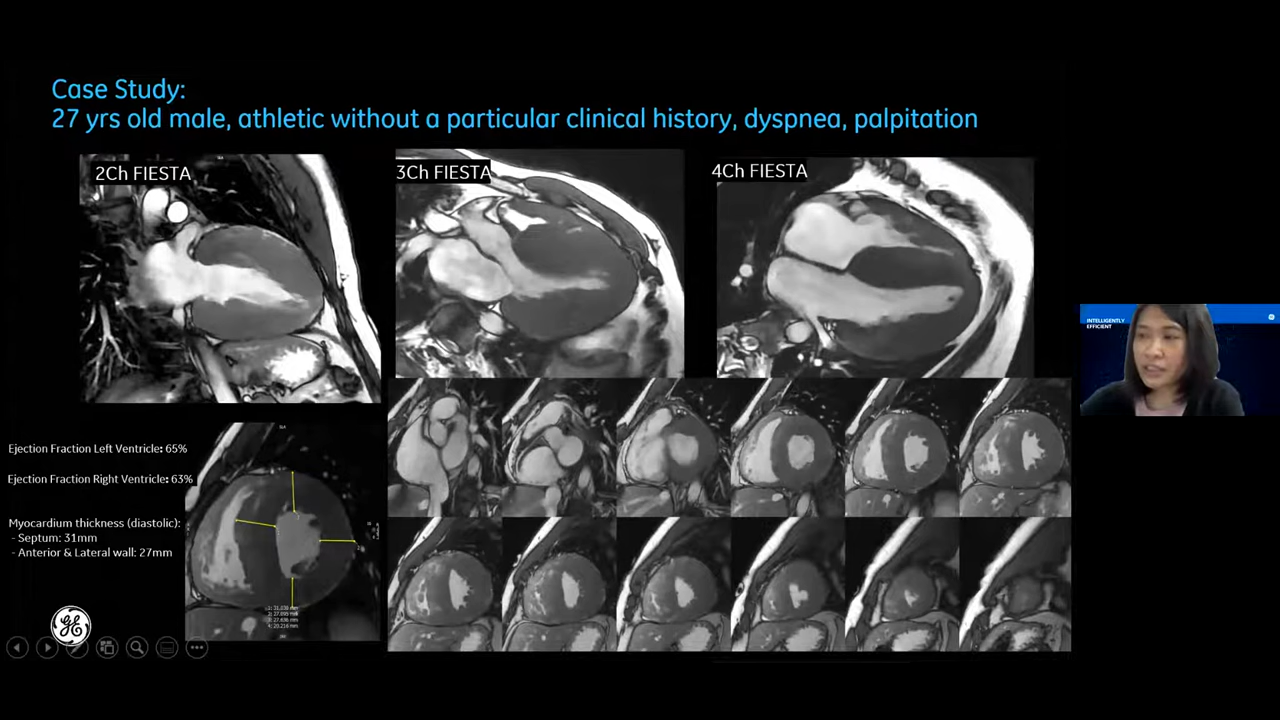 Case Study:
27 yrs old male, athletic without a particular clinical history, dyspnea, palpitation
2Ch FIESTA
3Ch FIESTA
4Ch FIESTA
INTELLIGENTLY
EFFICIENT
Ejection Fraction Left Ventricle: 65%
Ejection Fraction Right Ventricle: 63%
Myocardium thickness (diastolic):
- Septum: 31mm
- Anterior & Lateral wall: 27mm